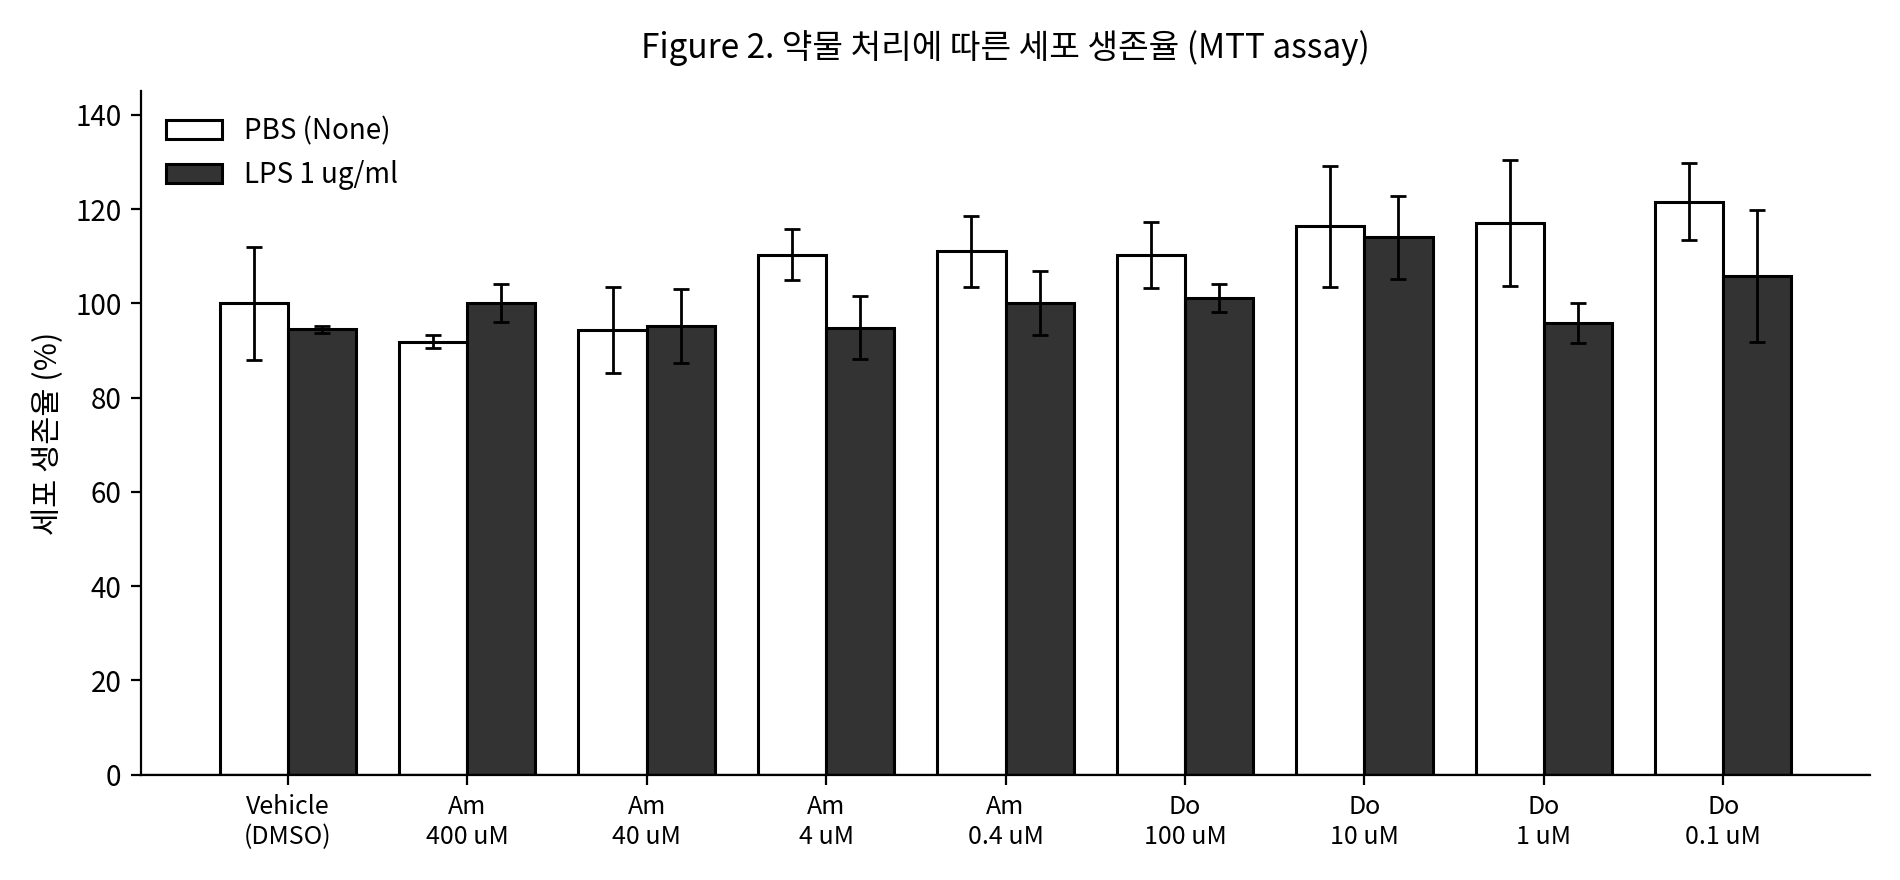 Figure 2. 약물 처리에 따른 세포 생존율 (MTT assay)
PBS (None)
LPS 1 ug/ml
세포 생존율 (%)
140
120
100
80
60
40
20
0
Vehicle
(DMSO)
Am
400 uM
Am
40 uM
Am
4 uM
Am
0.4 uM
Do
100 uM
Do
10 uM
Do
1 uM
Do
0.1 uM